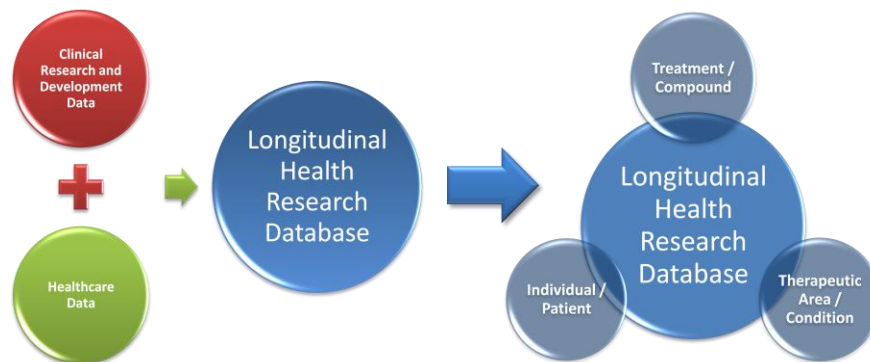 Clinical
Research and
Development
Data
Healthcare
Data
Longitudinal
Health
Research
Database
Treatment /
Compound
Longitudinal
Health
Research
Database
Individual /
Patient
Therapeutic
Area /
Condition